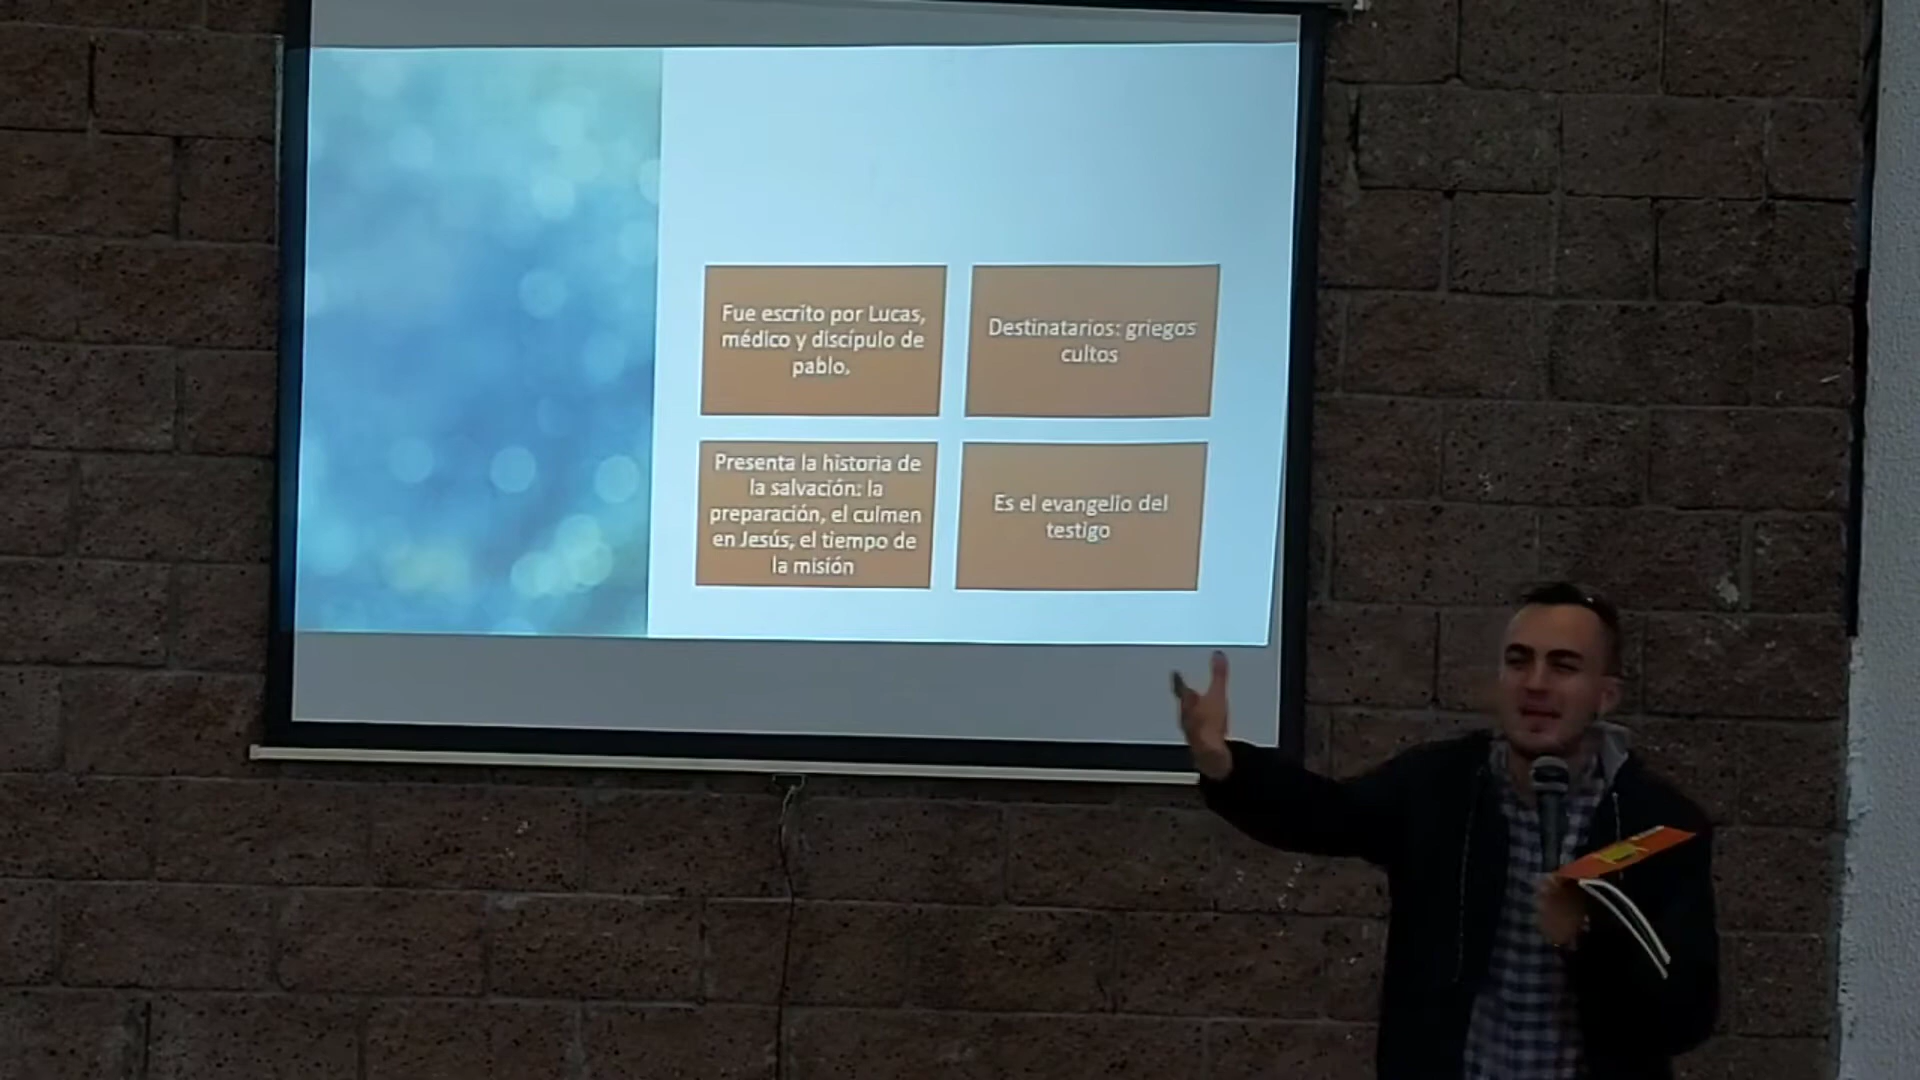 Fue escrito por Lucas,
médico y discípulo de
pablo.
Destinatarios: griegos
cultos
Presenta la historia de
la salvación: la
preparación, el culmen
en Jesús, el tiempo de
la misión
Es el evangelio del
testigo